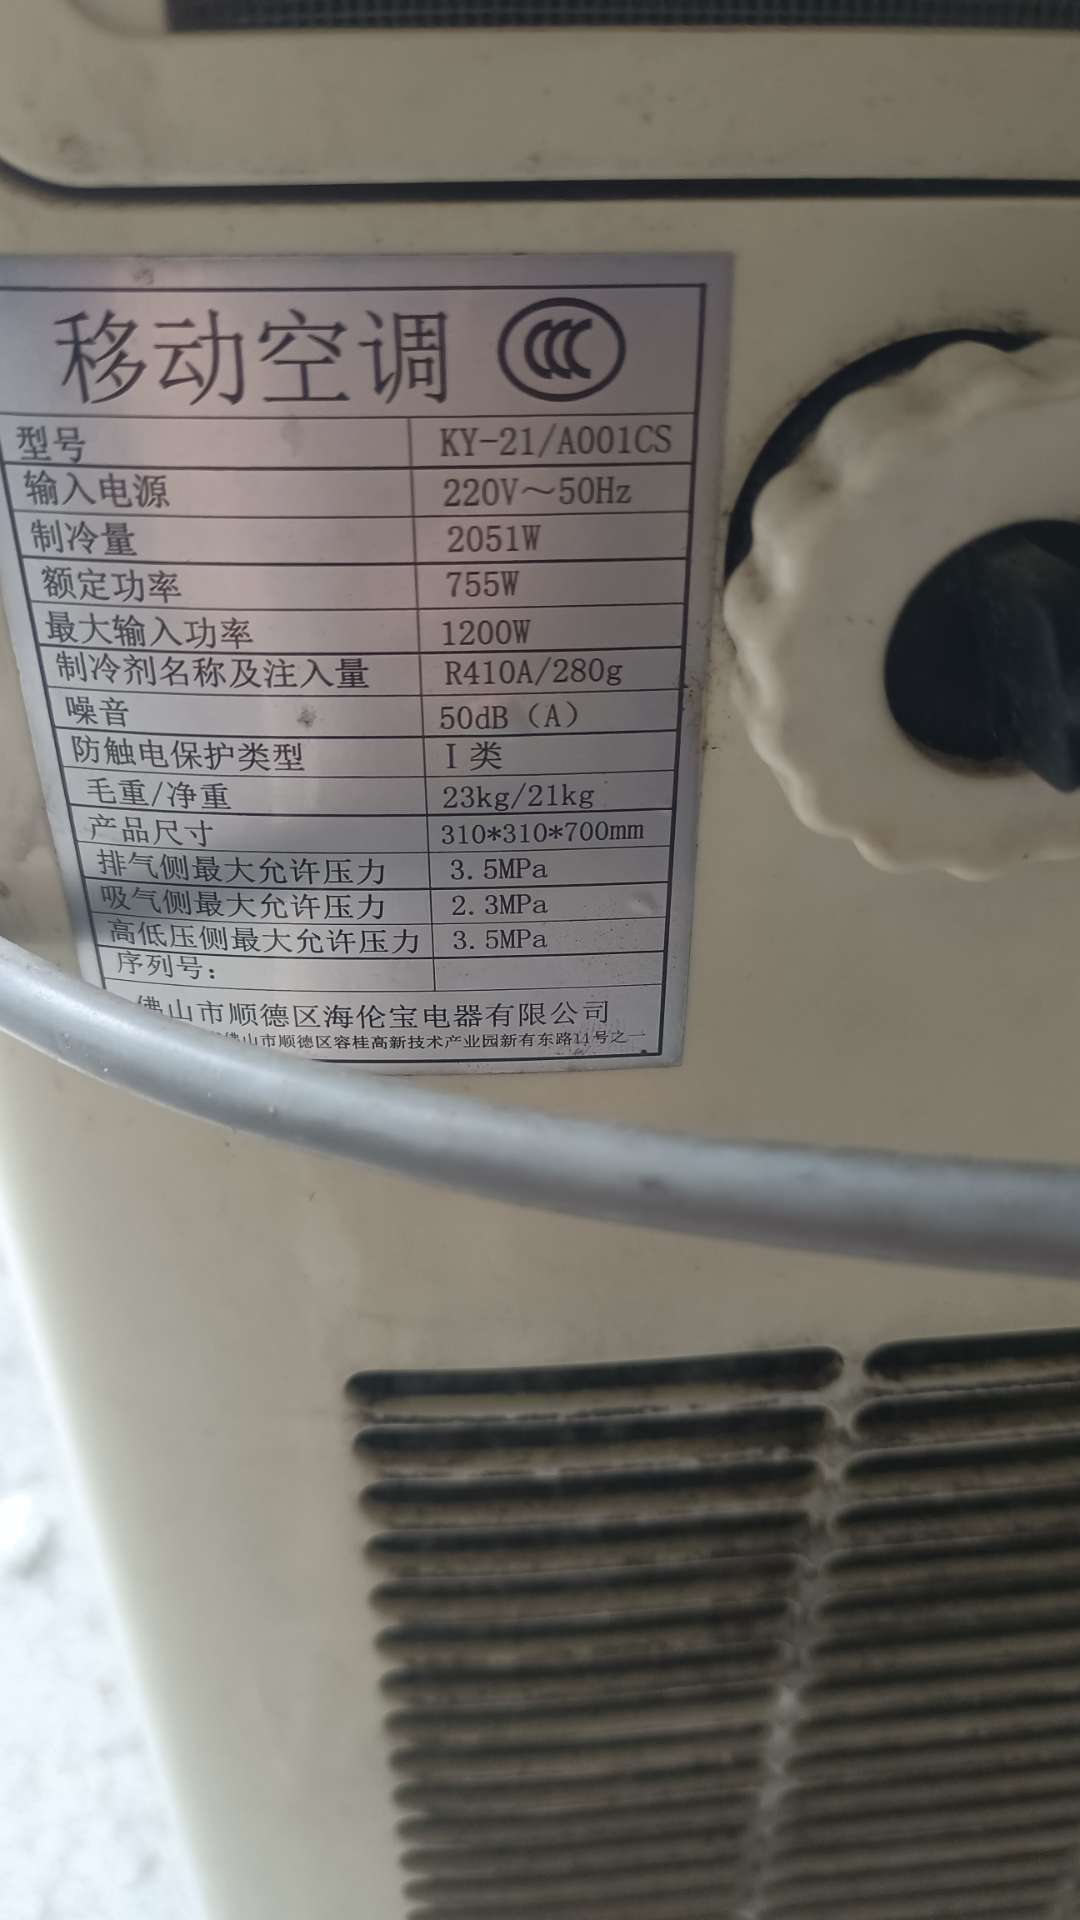 移动空调 CCC
型号 KY-21/A001CS
输入电源 220V～50Hz
制冷量 2051W
额定功率 755W
最大输入功率 1200W
制冷剂名称及注入量 R410A/280g
噪音 50dB（A）
防触电保护类型 I类
毛重/净重 23kg/21kg
产品尺寸 310*310*700mm
排气侧最大允许压力 3.5MPa
吸气侧最大允许压力 2.3MPa
高低压侧最大允许压力 3.5MPa
序列号：
佛山市顺德区海伦宝电器有限公司
佛山市顺德区容桂高新技术产业园新有东路11号之一